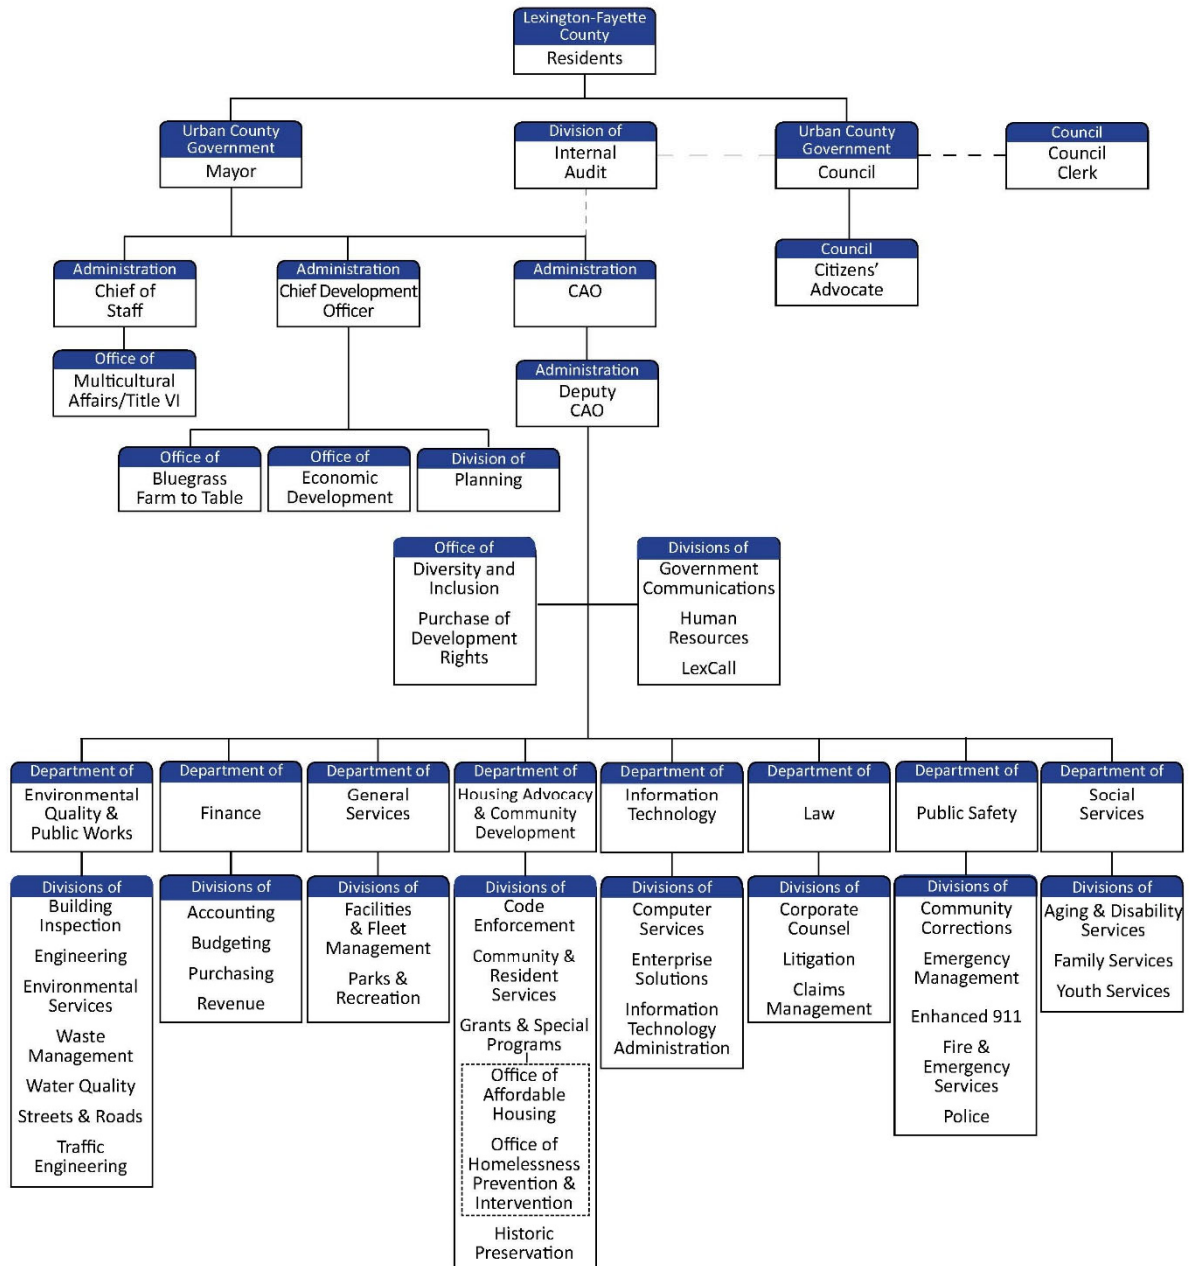 Lexington-Fayette
County
Residents
Urban County
Government
Mayor
Division of
Internal
Audit
Urban County
Government
Council
Council
Council
Clerk
Administration
Chief of
Staff
Administration
Chief Development
Officer
Administration
CAO
Council
Citizens'
Advocate
Office of
Multicultural
Affairs/Title VI
Administration
Deputy
CAO
Office of
Bluegrass
Farm to Table
Office of
Economic
Development
Division of
Planning
Office of
Diversity and
Inclusion
Purchase of
Development
Rights
Divisions of
Government
Communications
Human
Resources
LexCall
Department of
Environmental
Quality &
Public Works
Department of
Finance
Department of
General
Services
Department of
Housing Advocacy
& Community
Development
Department of
Information
Technology
Department of
Law
Department of
Public Safety
Department of
Social
Services
Divisions of
Building
Inspection
Engineering
Environmental
Services
Waste
Management
Water Quality
Streets & Roads
Traffic
Engineering
Divisions of
Accounting
Budgeting
Purchasing
Revenue
Divisions of
Facilities
& Fleet
Management
Parks &
Recreation
Divisions of
Code
Enforcement
Community &
Resident
Services
Grants & Special
Programs
Office of
Affordable
Housing
Office of
Homelessness
Prevention &
Intervention
Historic
Preservation
Divisions of
Computer
Services
Enterprise
Solutions
Information
Technology
Administration
Divisions of
Corporate
Counsel
Litigation
Claims
Management
Divisions of
Community
Corrections
Emergency
Management
Enhanced 911
Fire &
Emergency
Services
Police
Divisions of
Aging & Disability
Services
Family Services
Youth Services